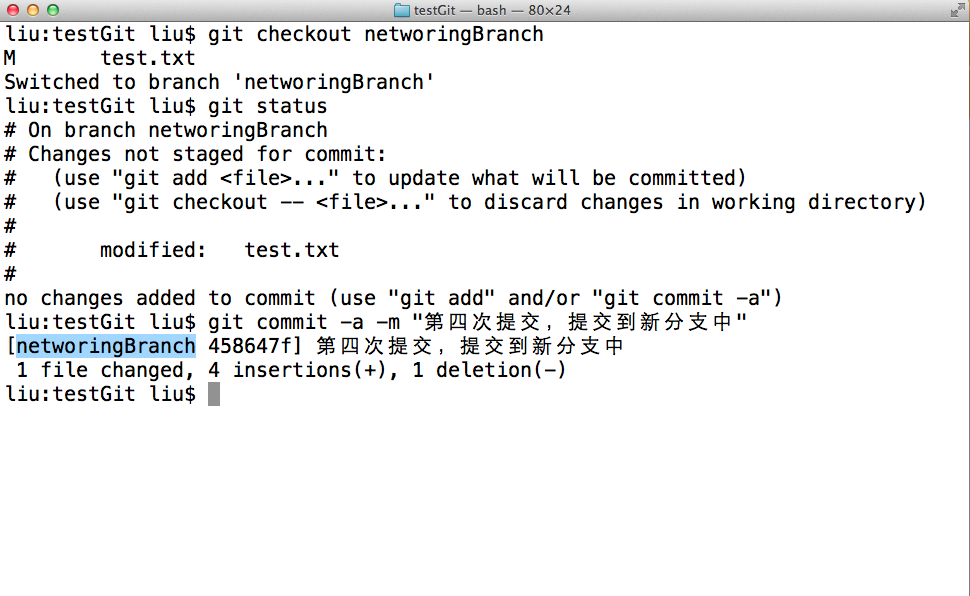 testGit — bash — 80×24
liu:testGit liu$ git checkout networingBranch
M       test.txt
Switched to branch 'networingBranch'
liu:testGit liu$ git status
# On branch networingBranch
# Changes not staged for commit:
#   (use "git add <file>..." to update what will be committed)
#   (use "git checkout -- <file>..." to discard changes in working directory)
#
#       modified:   test.txt
#
no changes added to commit (use "git add" and/or "git commit -a")
liu:testGit liu$ git commit -a -m "第四次提交，提交到新分支中"
[networingBranch 458647f] 第四次提交，提交到新分支中
 1 file changed, 4 insertions(+), 1 deletion(-)
liu:testGit liu$